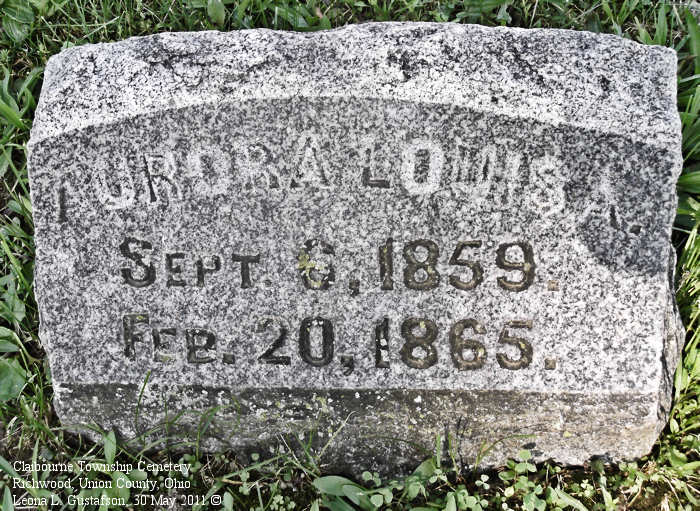 AURORA LOUISA.
SEPT. 6, 1859.
FEB. 20, 1865.
Claibourne Township Cemetery
Richwood, Union County, Ohio
Leona L. Gustafson, 30 May 2011 ©